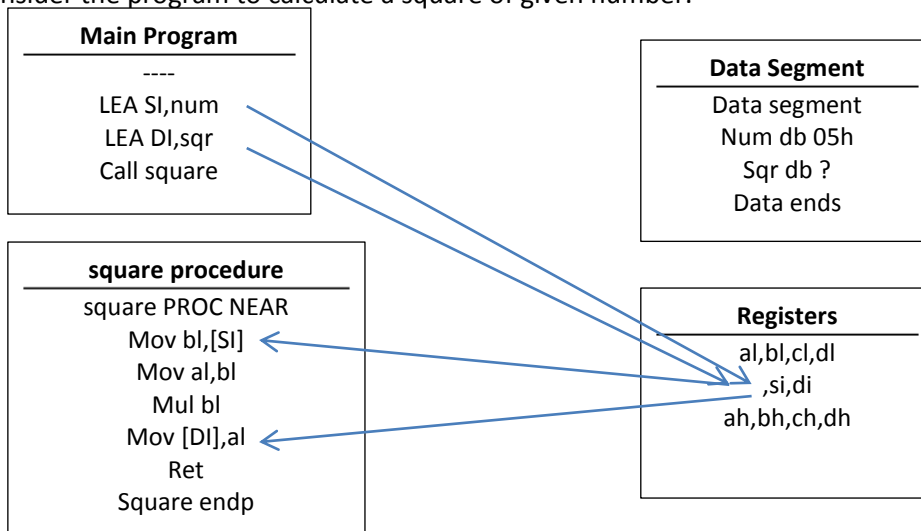 nsider the program to calculate a square of given number.
Main Program
----
LEA SI,num
LEA DI,sqr
Call square
Data Segment
Data segment
Num db 05h
Sqr db ?
Data ends
square procedure
square PROC NEAR
Mov bl,[SI]
Mov al,bl
Mul bl
Mov [DI],al
Ret
Square endp
Registers
al,bl,cl,dl
,si,di
ah,bh,ch,dh